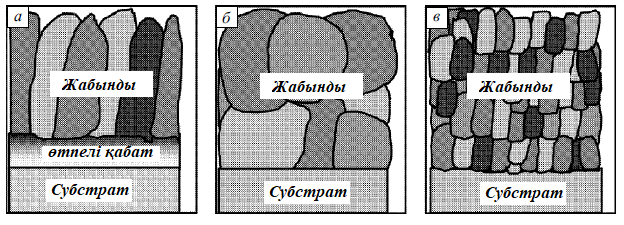 а
Жабынды
өтпелі қабат
Субстрат
б
Жабынды
Субстрат
в
Жабынды
Субстрат